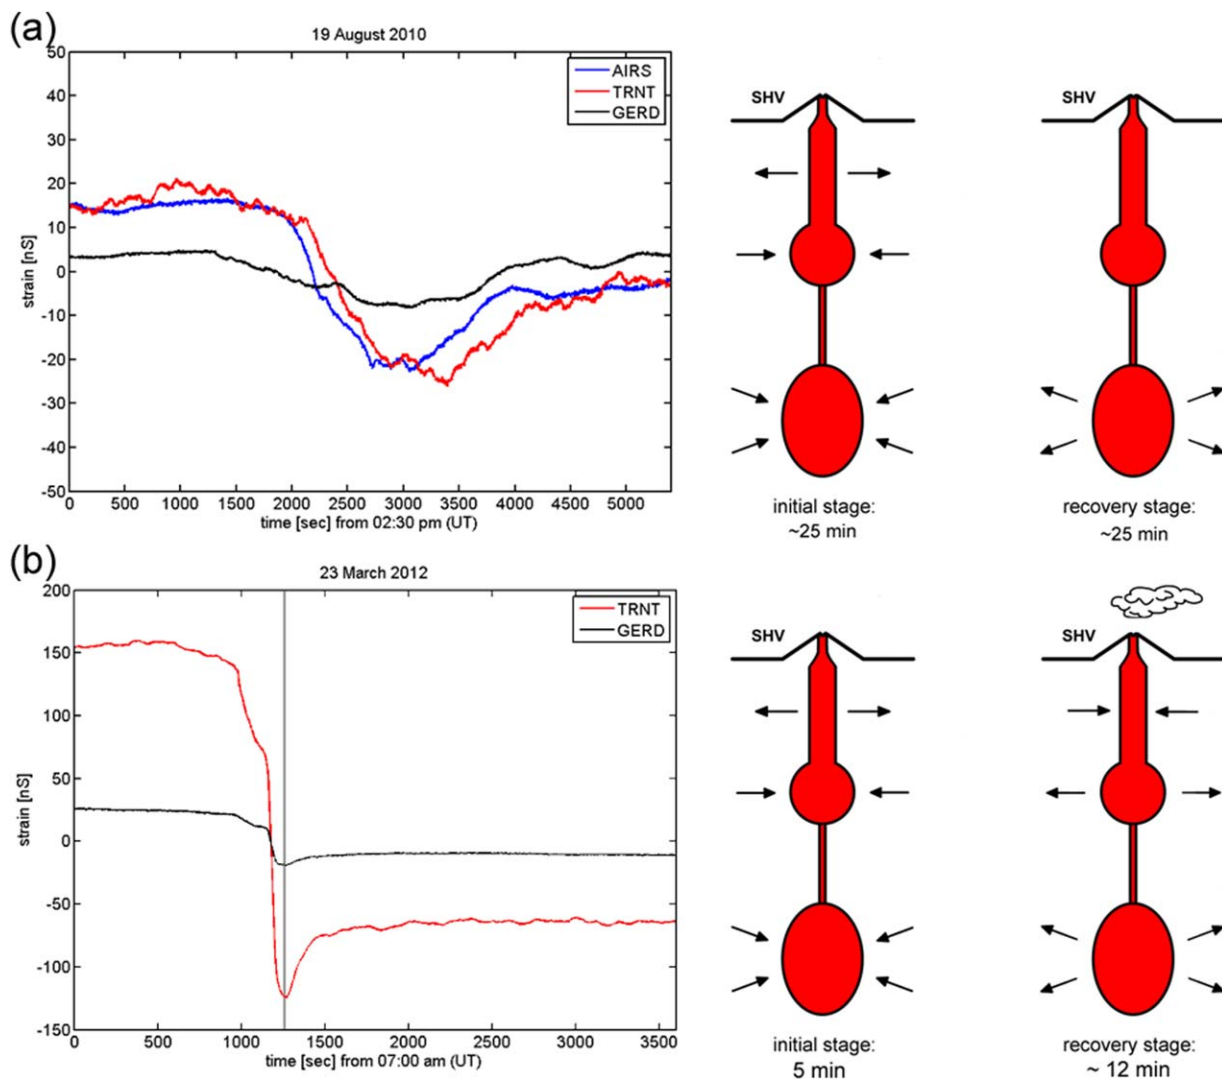 (a)
19 August 2010
50
40
30
20
10
0
-10
-20
-30
-40
-50
strain [nS]
0 500 1000 1500 2000 2500 3000 3500 4000 4500 5000
time [sec] from 02:30 pm (UT)
AIRS
TRNT
GERD
SHV
initial stage:
~25 min
SHV
recovery stage:
~25 min
(b)
23 March 2012
200
150
100
50
0
-50
-100
-150
strain [nS]
0 500 1000 1500 2000 2500 3000 3500
time [sec] from 07:00 am (UT)
TRNT
GERD
SHV
initial stage:
5 min
SHV
recovery stage:
~ 12 min